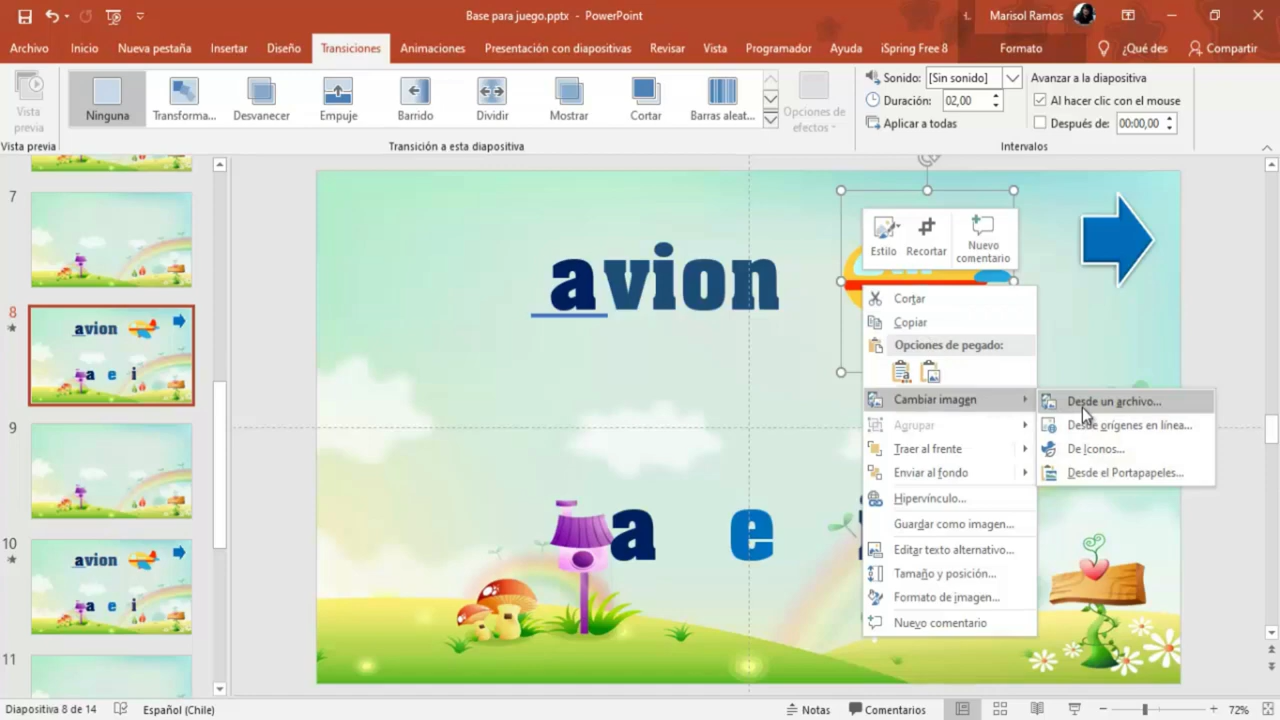 Base para juego.pptx - PowerPoint
Marisol Ramos
Archivo Inicio Nueva pestaña Insertar Diseño Transiciones Animaciones Presentación con diapositivas Revisar Vista Programador Ayuda iSpring Free 8 Formato ¿Qué des Compartir
Vista previa
Ninguna Transforma... Desvanecer Empuje Barrido Dividir Mostrar Cortar Barras aleat...
Opciones de efectos
Sonido: [Sin sonido]
Duración: 02,00
Aplicar a todas
Avanzar a la diapositiva
Al hacer clic con el mouse
Después de: 00:00,00
Vista previa
Transición a esta diapositiva
Intervalos
7
8
avion
a e i
9
10
avion
a e i
11
avion
a e
Estilo
Recortar
Nuevo comentario
Cortar
Copiar
Opciones de pegado:
Cambiar imagen
Agrupar
Traer al frente
Enviar al fondo
Hipervínculo...
Guardar como imagen...
Editar texto alternativo...
Tamaño y posición...
Formato de imagen...
Nuevo comentario
Desde un archivo...
Desde orígenes en línea...
De Iconos...
Desde el Portapapeles...
Diapositiva 8 de 14
Español (Chile)
Notas
Comentarios
72%